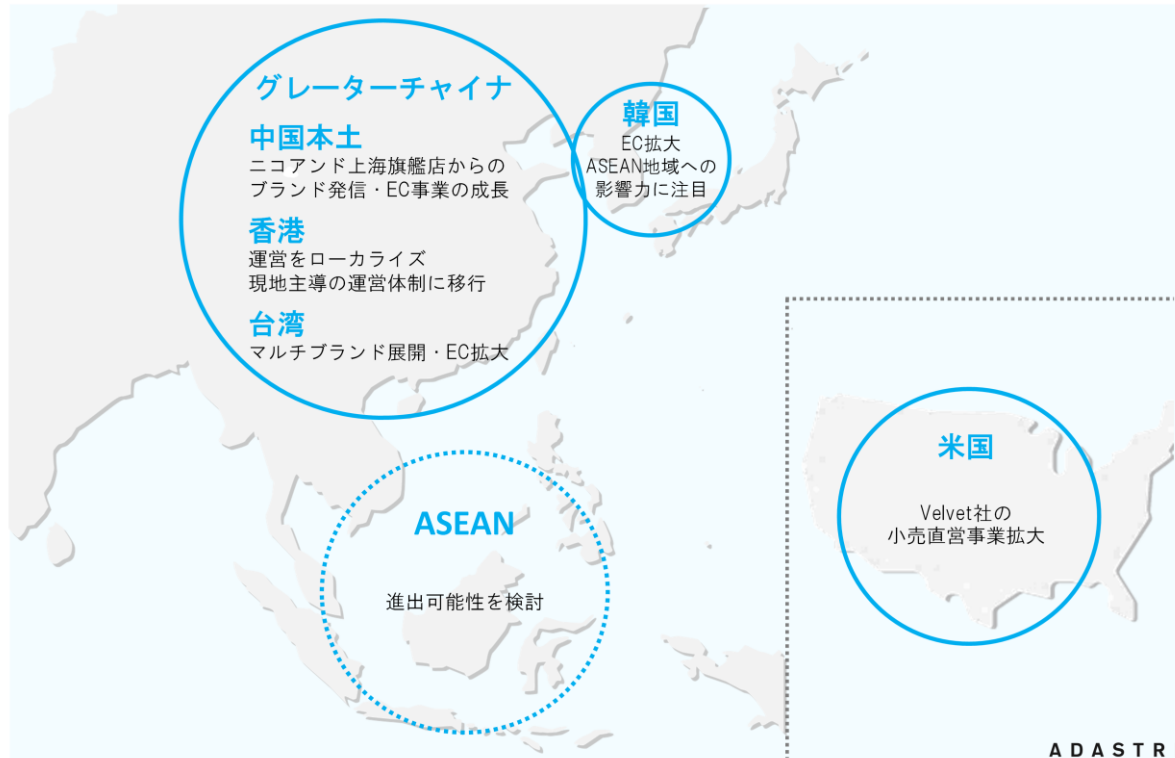 グレーターチャイナ
中国本土
ニコアンド上海旗艦店からの
ブランド発信・EC事業の成長
香港
運営をローカライズ
現地主導の運営体制に移行
台湾
マルチブランド展開・EC拡大
韓国
EC拡大
ASEAN地域への
影響力に注目
ASEAN
進出可能性を検討
米国
Velvet社の
小売直営事業拡大
ADASTR